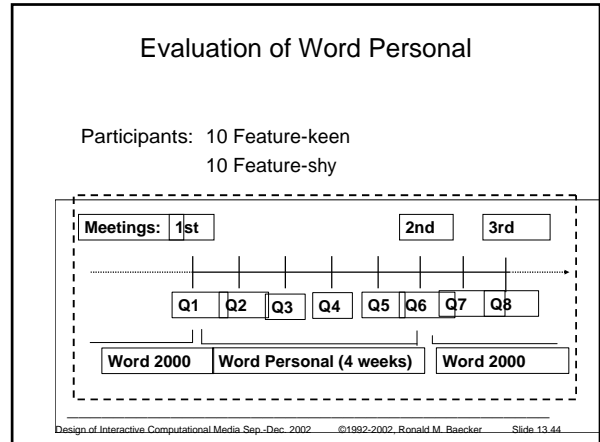 Evaluation of Word Personal
Participants: 10 Feature-keen
10 Feature-shy
Meetings: 1st 2nd 3rd
Q1 Q2 Q3 Q4 Q5 Q6 Q7 Q8
Word 2000 Word Personal (4 weeks) Word 2000
Design of Interactive Computational Media Sep.-Dec. 2002 ©1992-2002, Ronald M. Baecker Slide 13.44